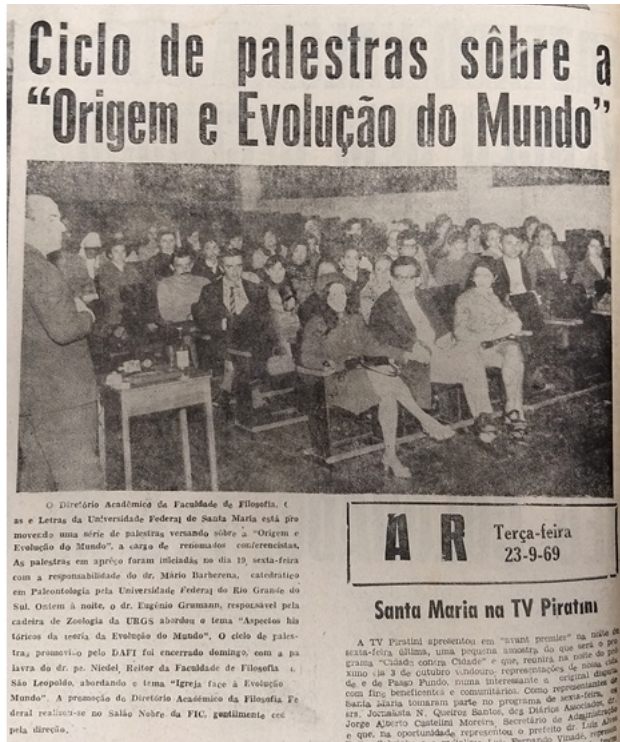 Ciclo de palestras sôbre a
"Origem e Evolução do Mundo"
O Diretório Acadêmico da Faculdade de Filosofia,
as e Letras da Universidade Federal de Santa Maria está pro
movendo uma série de palestras versando sôbre a "Origem e
Evolução do Mundo", a cargo de renomados conferencistas.
As palestras em aprêço foram iniciadas no dia 19, sexta-feira
com a responsabilidade do dr. Mário Barberena, catedrático
em Paleontologia pela Universidade Federal do Rio Grande do
Sul. Ontem à noite, o dr. Eugênio Grumann, responsável pela
cadeira de Zoologia da URGS abordou o tema "Aspectos his
tóricos da teoria da Evolução do Mundo". O ciclo de pales-
tras promovido pelo DAFI foi encerrado domingo, com a pa
lavra do dr. pe. Niedel, Reitor da Faculdade de Filosofia
São Leopoldo, abordando o tema "Igreja face à Evolução
Mundo". A promoção do Diretório Acadêmico da Filosofia Fe
deral realizou-se no Salão Nobre da FIC, gentilmente
pela direção.
A R
Terça-feira
23-9-69
Santa Maria na TV Piratini
A TV Piratini apresentou em "avant premier" na noite de
sexta-feira última, uma pequena amostra do que será o pro
grama "Cidade contra Cidade" e que, reunirá na noite do pró
ximo dia 3 de outubro vindouro representações de nossa cida
de e de Passo Fundo, numa interessante e original disputa
com fins beneficentes e comunitários. Como representantes de
Santa Maria tomaram parte no programa de sexta-feira, os
srs. Jornalista N. Queiroz Santos, dos Diários Associados, dr.
Jorge Alberto Castelini Moreira, Secretário de Administração
e que, na oportunidade representou o prefeito dr. Luis Alves